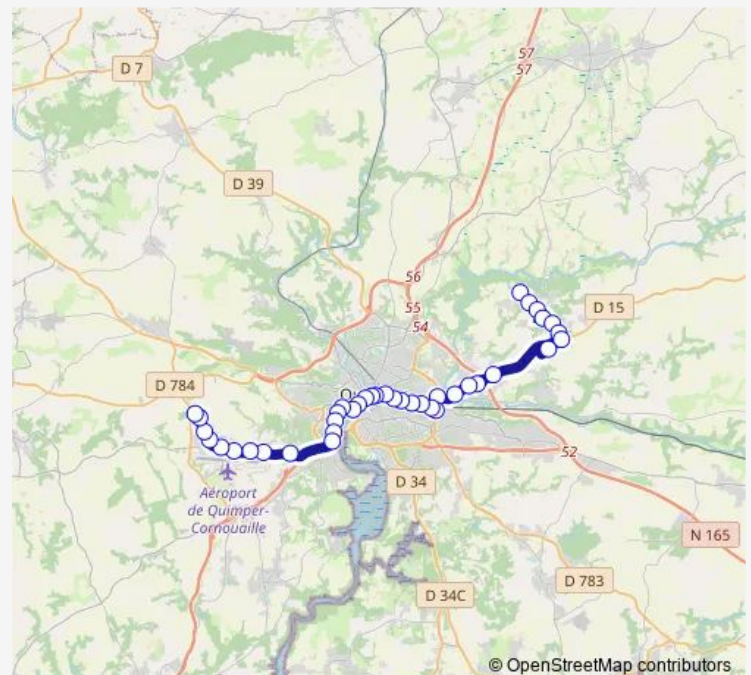 57
57
D 7
D 39
56
55
54
D 15
D 784
Aéroport
de Quimper-
Cornouaille
D 34
52
N 165
D 783
D 34C
© OpenStreetMap contributors